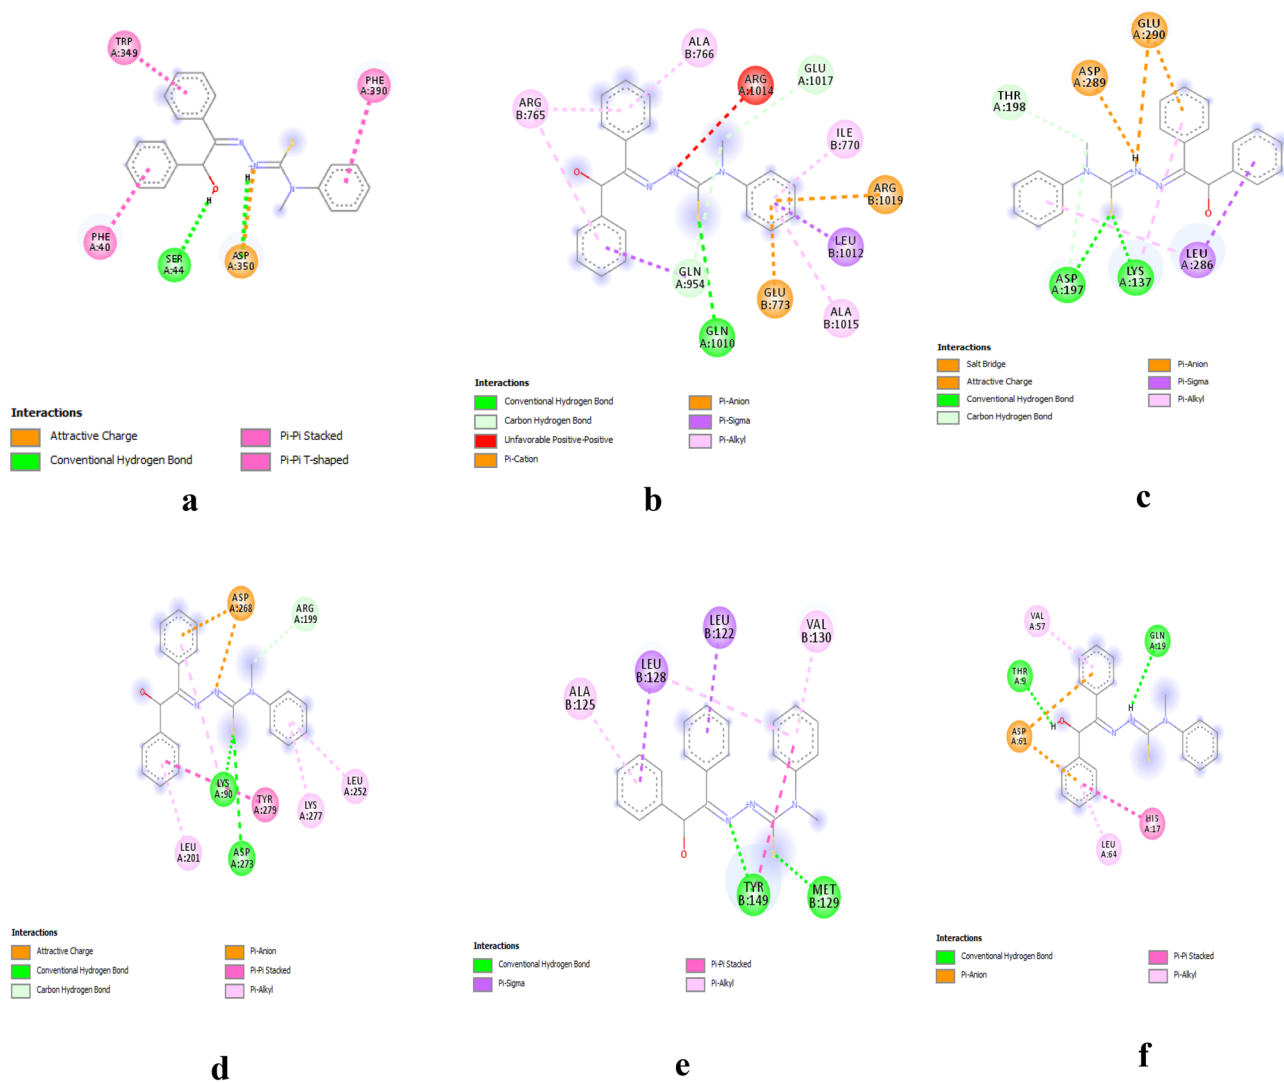 TRP
A:349
PHE
A:390
PHE
A:40
SER
A:44
ASP
A:350
O
H
N
N
H
N
S
Interactions
Attractive Charge
Pi-Pi Stacked
Conventional Hydrogen Bond
Pi-Pi T-shaped
a
ALA
B:766
ARG
A:1014
GLU
A:1017
ARG
B:765
ILE
B:770
ARG
B:1019
LEU
B:1012
GLN
A:954
GLU
B:773
ALA
B:1015
GLN
A:1010
O
N
N
N
Interactions
Conventional Hydrogen Bond
Pi-Anion
Carbon Hydrogen Bond
Pi-Sigma
Unfavorable Positive-Positive
Pi-Alkyl
Pi-Cation
b
GLU
A:290
ASP
A:289
THR
A:198
ASP
A:197
LYS
A:137
LEU
A:286
H
N
N
N
O
Interactions
Salt Bridge
Pi-Anion
Attractive Charge
Pi-Sigma
Conventional Hydrogen Bond
Pi-Alkyl
Carbon Hydrogen Bond
c
ASP
A:268
ARG
A:199
LYS
A:90
TYR
A:279
LYS
A:277
LEU
A:252
LEU
A:201
ASP
A:273
O
N
N
N
Interactions
Attractive Charge
Pi-Anion
Conventional Hydrogen Bond
Pi-Pi Stacked
Carbon Hydrogen Bond
Pi-Alkyl
d
LEU
B:122
VAL
B:130
LEU
B:128
ALA
B:125
TYR
B:149
MET
B:129
N
N
N
O
Interactions
Conventional Hydrogen Bond
Pi-Pi Stacked
Pi-Sigma
Pi-Alkyl
e
VAL
A:57
GLN
A:19
THR
A:9
ASP
A:61
HIS
A:17
LEU
A:64
H
O
H
N
N
N
Interactions
Conventional Hydrogen Bond
Pi-Pi Stacked
Pi-Anion
Pi-Alkyl
f